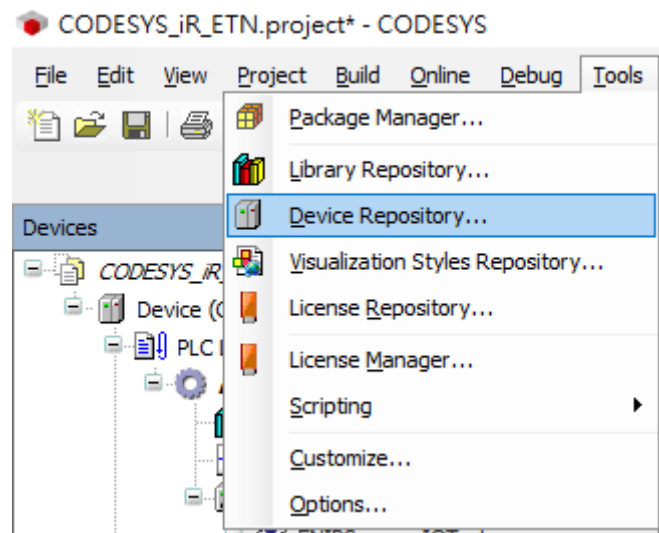 CODESYS_iR_ETN.project* - CODESYS
File Edit View Project Build Online Debug Tools
Package Manager...
Library Repository...
Devices
Device Repository...
CODESYS_iR
Visualization Styles Repository...
Device (
License Repository...
PLC
License Manager...
Scripting
Customize...
Options...